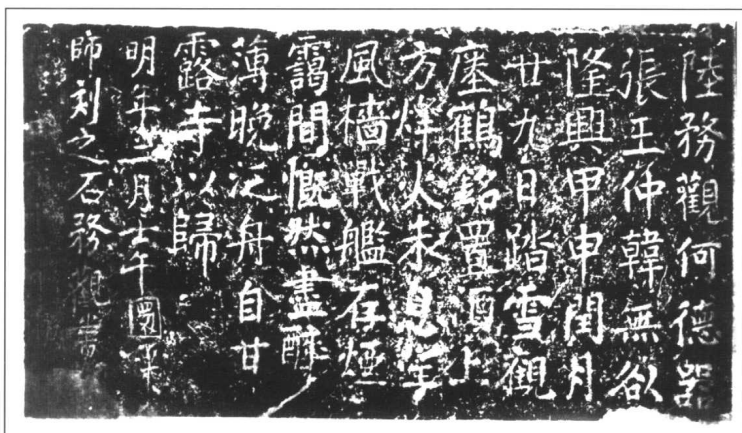 陸務觀何德器
張玉仲韓無咎
隆興甲申閏月
廿九日踏雪觀
瘞鶴銘置酒上
方烽火未息望
風檣戰艦在煙
靄間慨然盡醉
薄晚泛舟自甘
露寺以歸
明年二月壬午圜禪
師刻之石務觀書